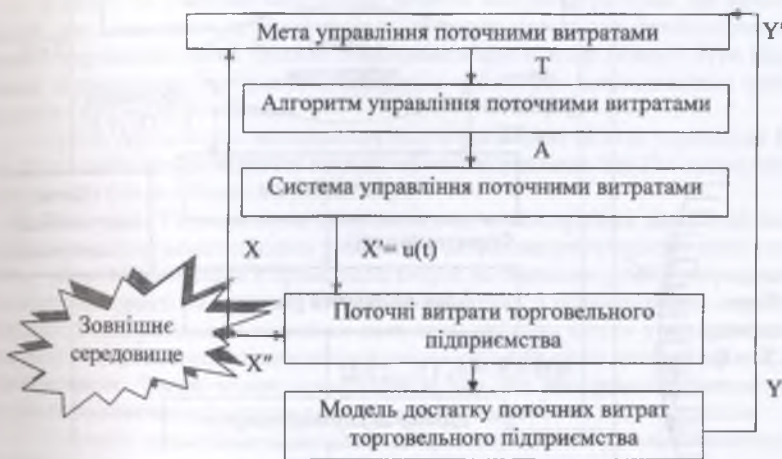 Мета управління поточними витратами
Y'
T
Алгоритм управління поточними витратами
A
Система управління поточними витратами
X
X'= u(t)
Зовнішнє
середовище
X″
Поточні витрати торговельного
підприємства
Y
Модель достатку поточних витрат
торговельного підприємства